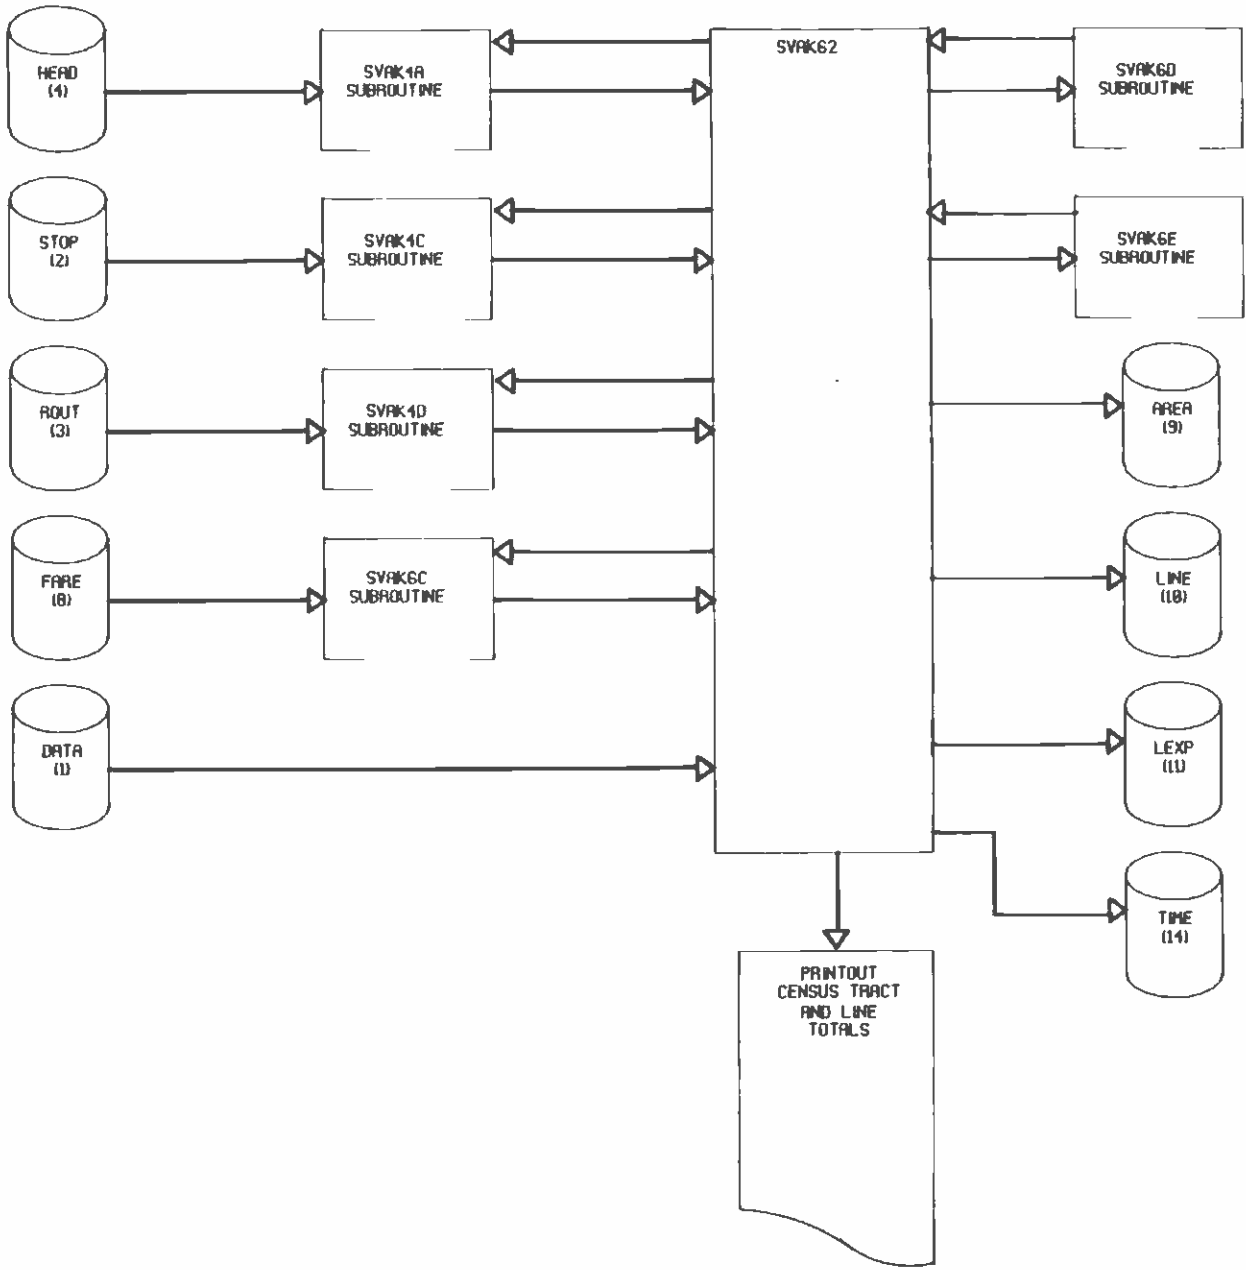 HEAD
(4)
SVAK4A
SUBROUTINE
SVAK62
SVAK6D
SUBROUTINE
STOP
(2)
SVAK4C
SUBROUTINE
SVAK6E
SUBROUTINE
ROUT
(3)
SVAK4D
SUBROUTINE
AREA
(9)
FARE
(8)
SVAK6C
SUBROUTINE
LINE
(10)
DATA
(1)
LEXP
(11)
TIME
(14)
PRINTOUT
CENSUS TRACT
AND LINE
TOTALS